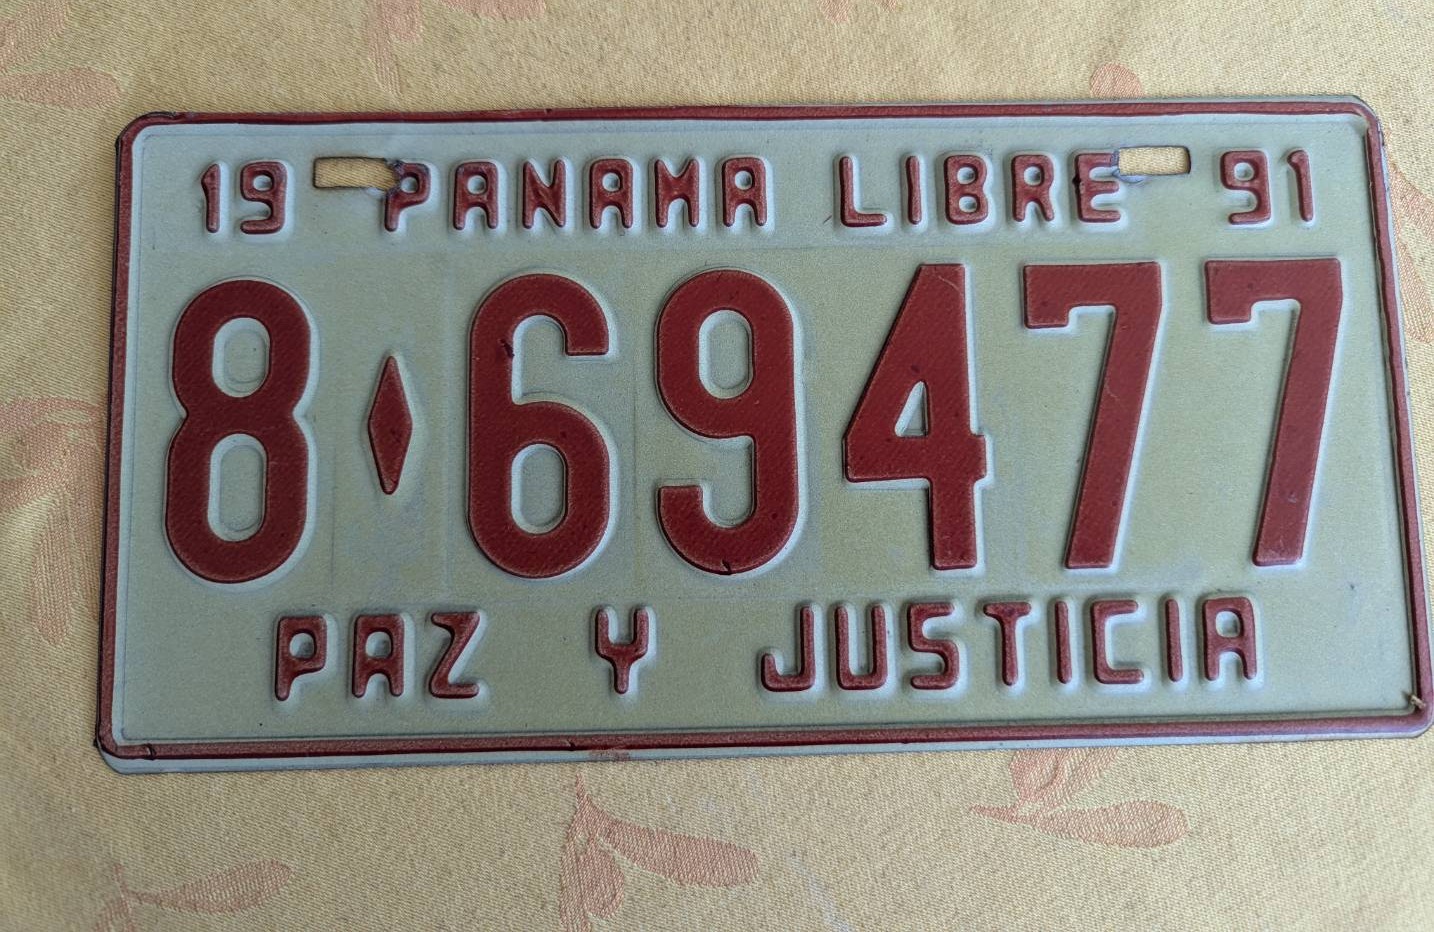 19 PANAMA LIBRE 91
8♦69477
PAZ Y JUSTICIA